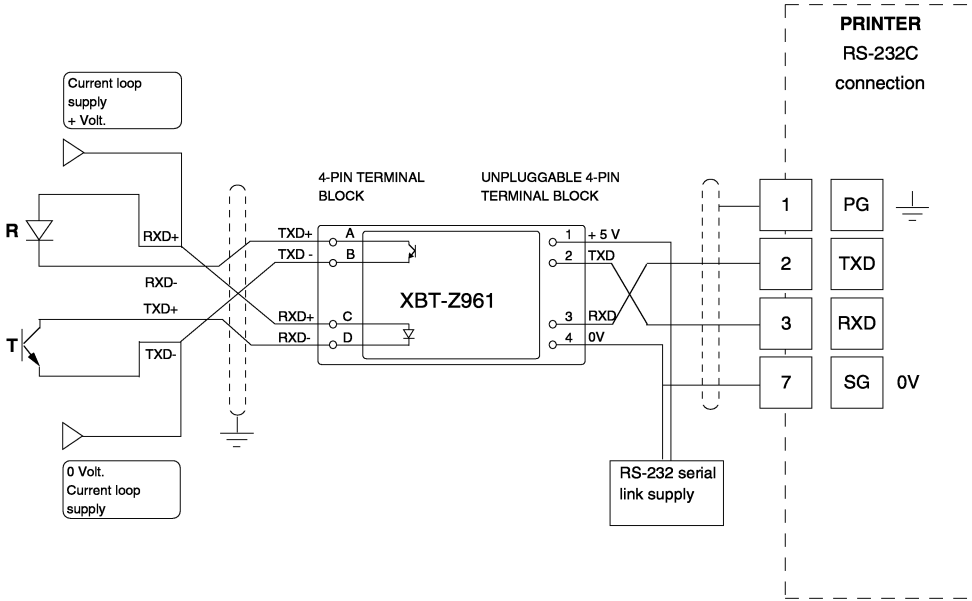 PRINTER
RS-232C
connection
Current loop
supply
+ Volt.
4-PIN TERMINAL
BLOCK
UNPLUGGABLE 4-PIN
TERMINAL BLOCK
1
PG
R
RXD+
TXD+
A
1
+ 5 V
TXD -
B
2
TXD
2
TXD
RXD-
XBT-Z961
TXD+
RXD+
C
3
RXD
3
RXD
T
TXD-
RXD-
D
4
0V
7
SG
0V
0 Volt.
Current loop
supply
RS-232 serial
link supply